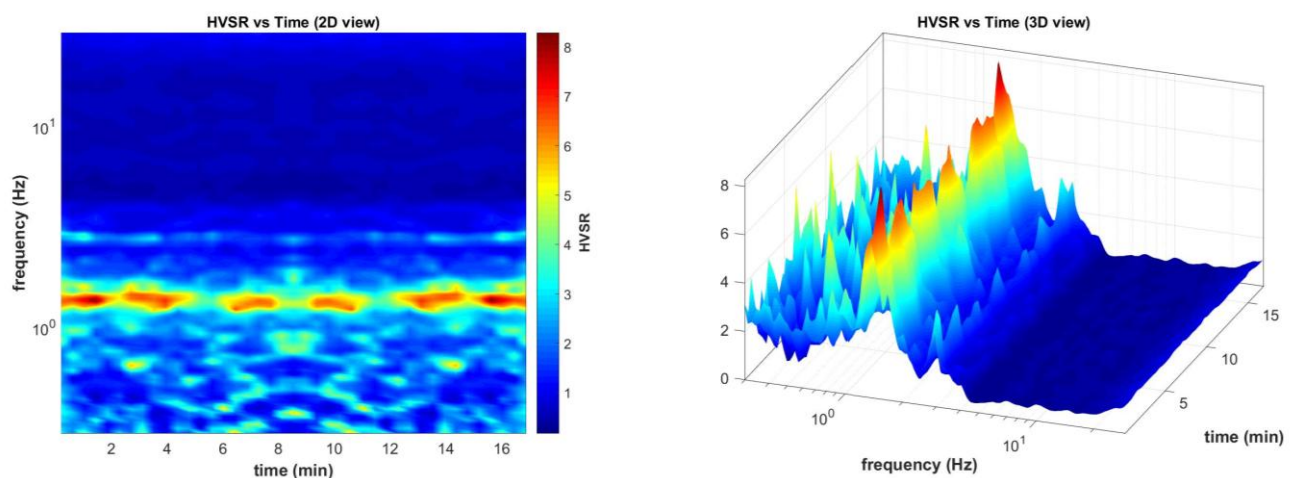 HVSR vs Time (2D view)
10¹
10⁰
frequency (Hz)
2 4 6 8 10 12 14 16
time (min)
8
7
6
5
4
3
2
1
HVSR
HVSR vs Time (3D view)
8
6
4
2
0
10⁰
10¹
frequency (Hz)
15
10
5
time (min)